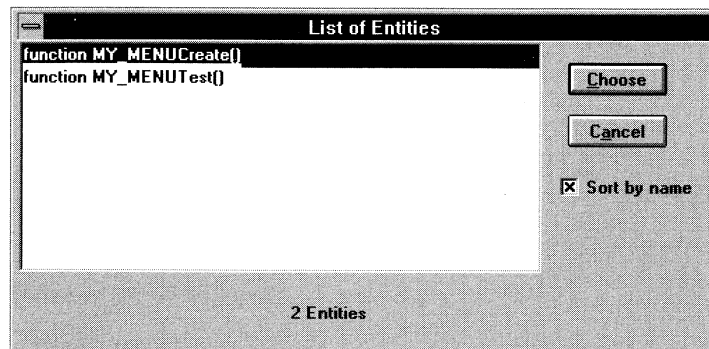 List of Entities
function MY_MENUCreate()
function MY_MENUTest()
Choose
Cancel
Sort by name
2 Entities